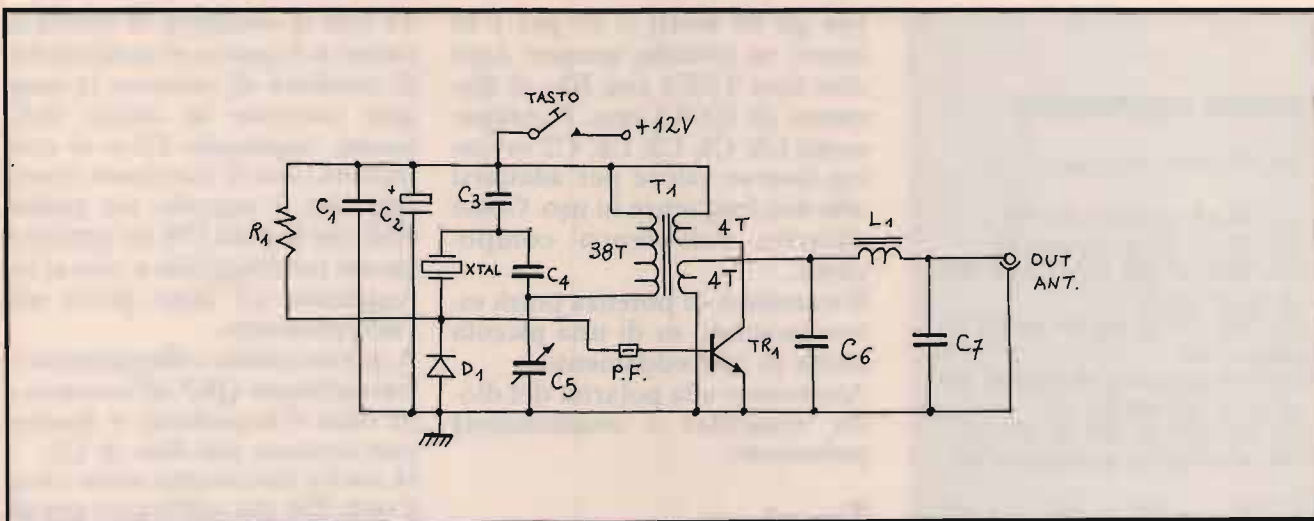 TASTO
+12V
T1
C1
+
C2
C3
R1
38T
4T
4T
L1
OUT
ANT.
XTAL
C4
D1
C5
P.F.
TR1
C6
C7